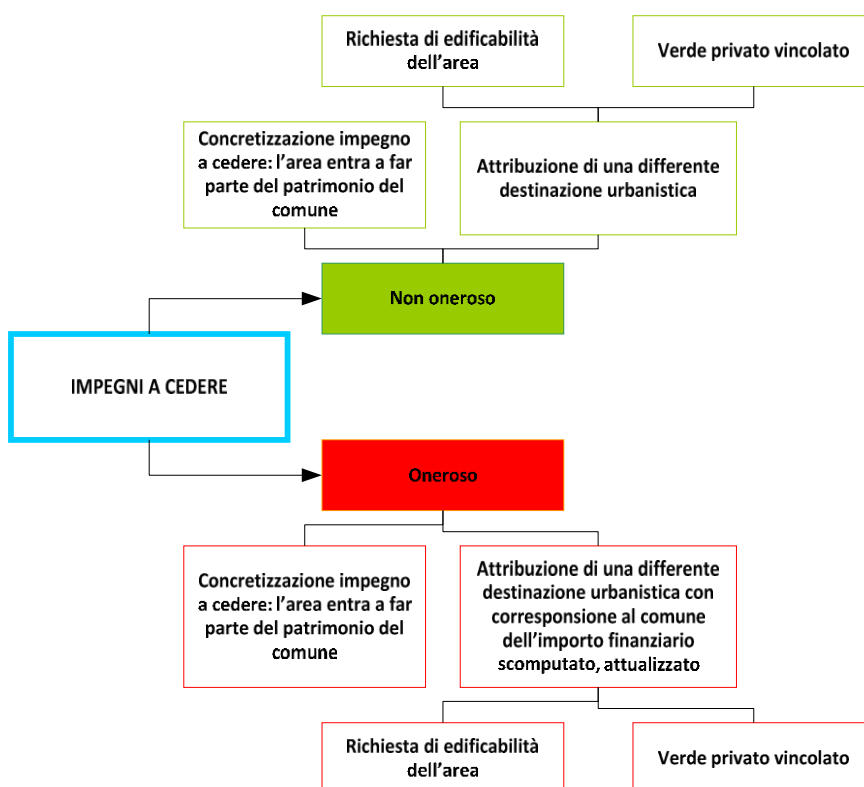 Richiesta di edificabilità
dell'area
Verde privato vincolato
Concretizzazione impegno
a cedere: l'area entra a far
parte del patrimonio del
comune
Attribuzione di una differente
destinazione urbanistica
Non oneroso
IMPEGNI A CEDERE
Oneroso
Concretizzazione impegno
a cedere: l'area entra a far
parte del patrimonio del
comune
Attribuzione di una differente
destinazione urbanistica con
corresponsione al comune
dell'importo finanziario
scomputato, attualizzato
Richiesta di edificabilità
dell'area
Verde privato vincolato